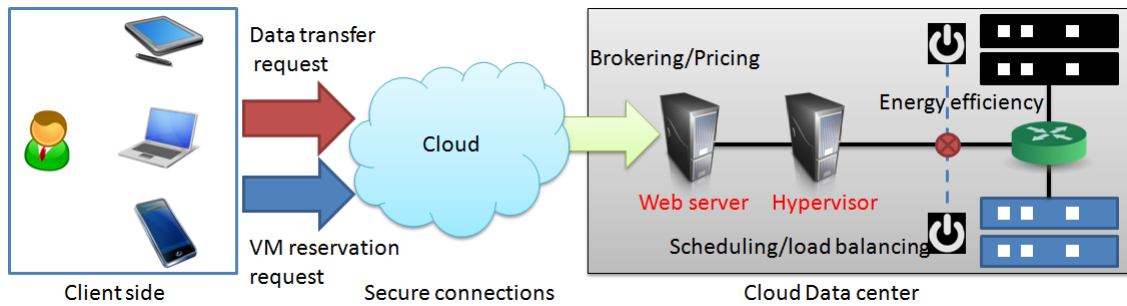 Data transfer
request
Cloud
VM reservation
request
Brokering/Pricing
Energy efficiency
Web server
Hypervisor
Scheduling/load balancing
Client side
Secure connections
Cloud Data center